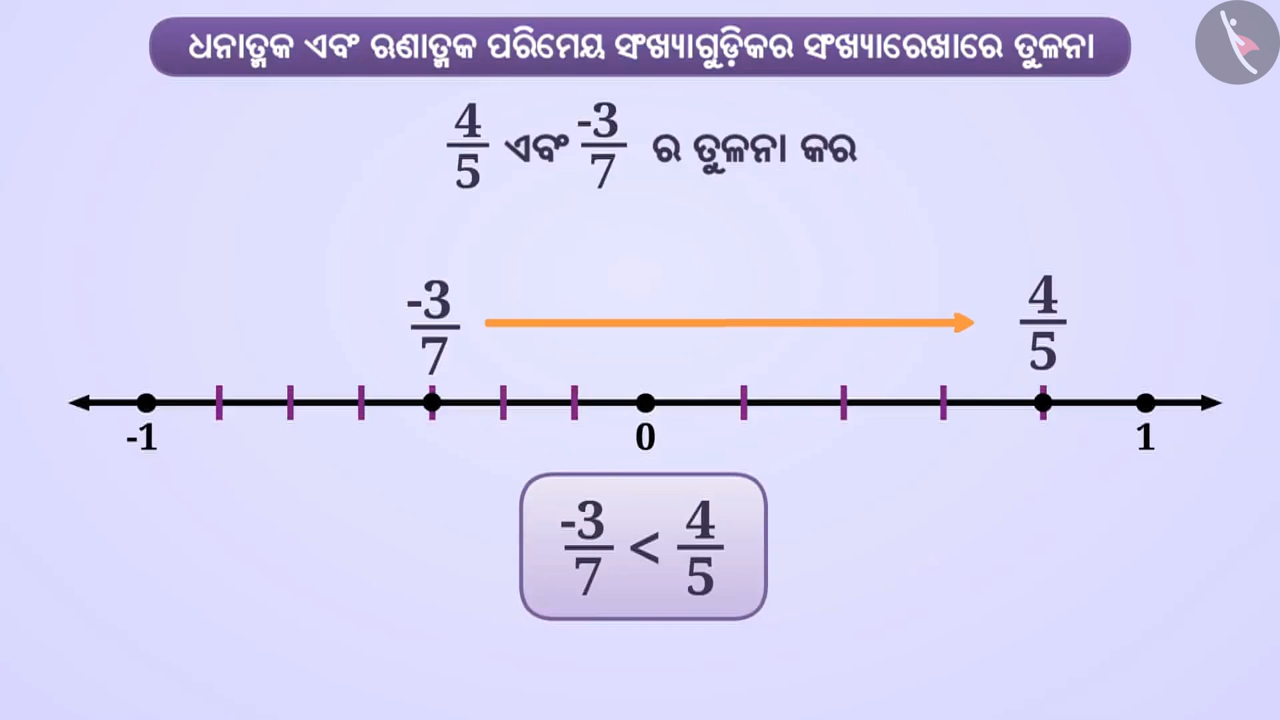 ଧନାତ୍ମକ ଏବଂ ଋଣାତ୍ମକ ପରିମେୟ ସଂଖ୍ୟାଗୁଡ଼ିକର ସଂଖ୍ୟାରେଖାରେ ତୁଳନା
4/5 ଏବଂ -3/7 ର ତୁଳନା କର
-3/7 4/5
-1 0 1
-3/7 < 4/5